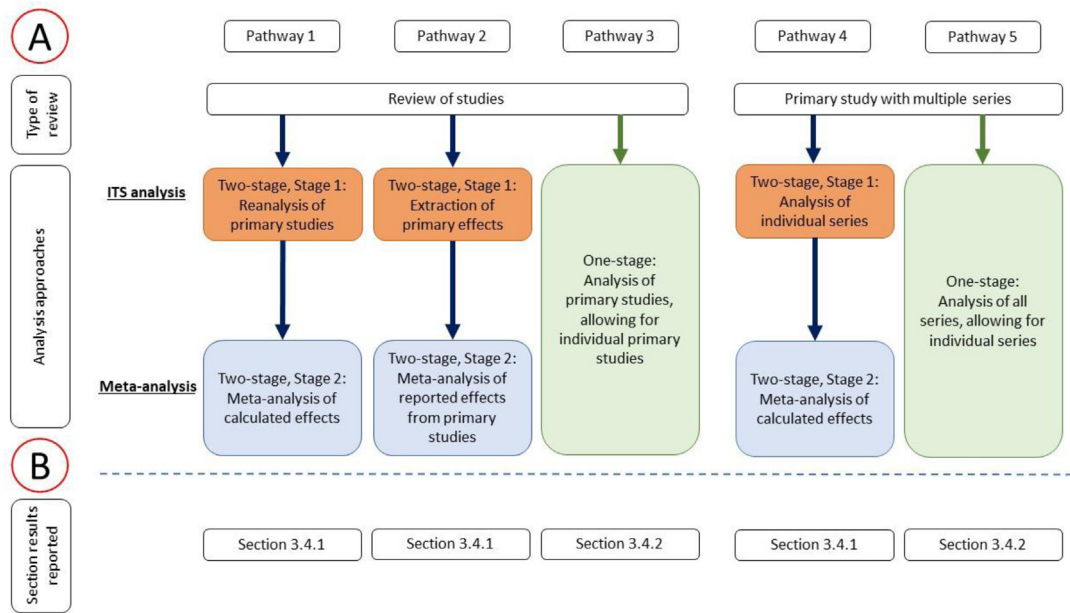 A
Pathway 1
Pathway 2
Pathway 3
Pathway 4
Pathway 5
Type of
review
Review of studies
Primary study with multiple series
Analysis approaches
ITS analysis
Two-stage, Stage 1:
Reanalysis of
primary studies
Two-stage, Stage 1:
Extraction of
primary effects
One-stage:
Analysis of
primary studies,
allowing for
individual primary
studies
Two-stage, Stage 1:
Analysis of
individual series
One-stage:
Analysis of all
series, allowing for
individual series
Meta-analysis
Two-stage, Stage 2:
Meta-analysis of
calculated effects
Two-stage, Stage 2:
Meta-analysis of
reported effects
from primary
studies
Two-stage, Stage 2:
Meta-analysis of
calculated effects
B
Section results
reported
Section 3.4.1
Section 3.4.1
Section 3.4.2
Section 3.4.1
Section 3.4.2